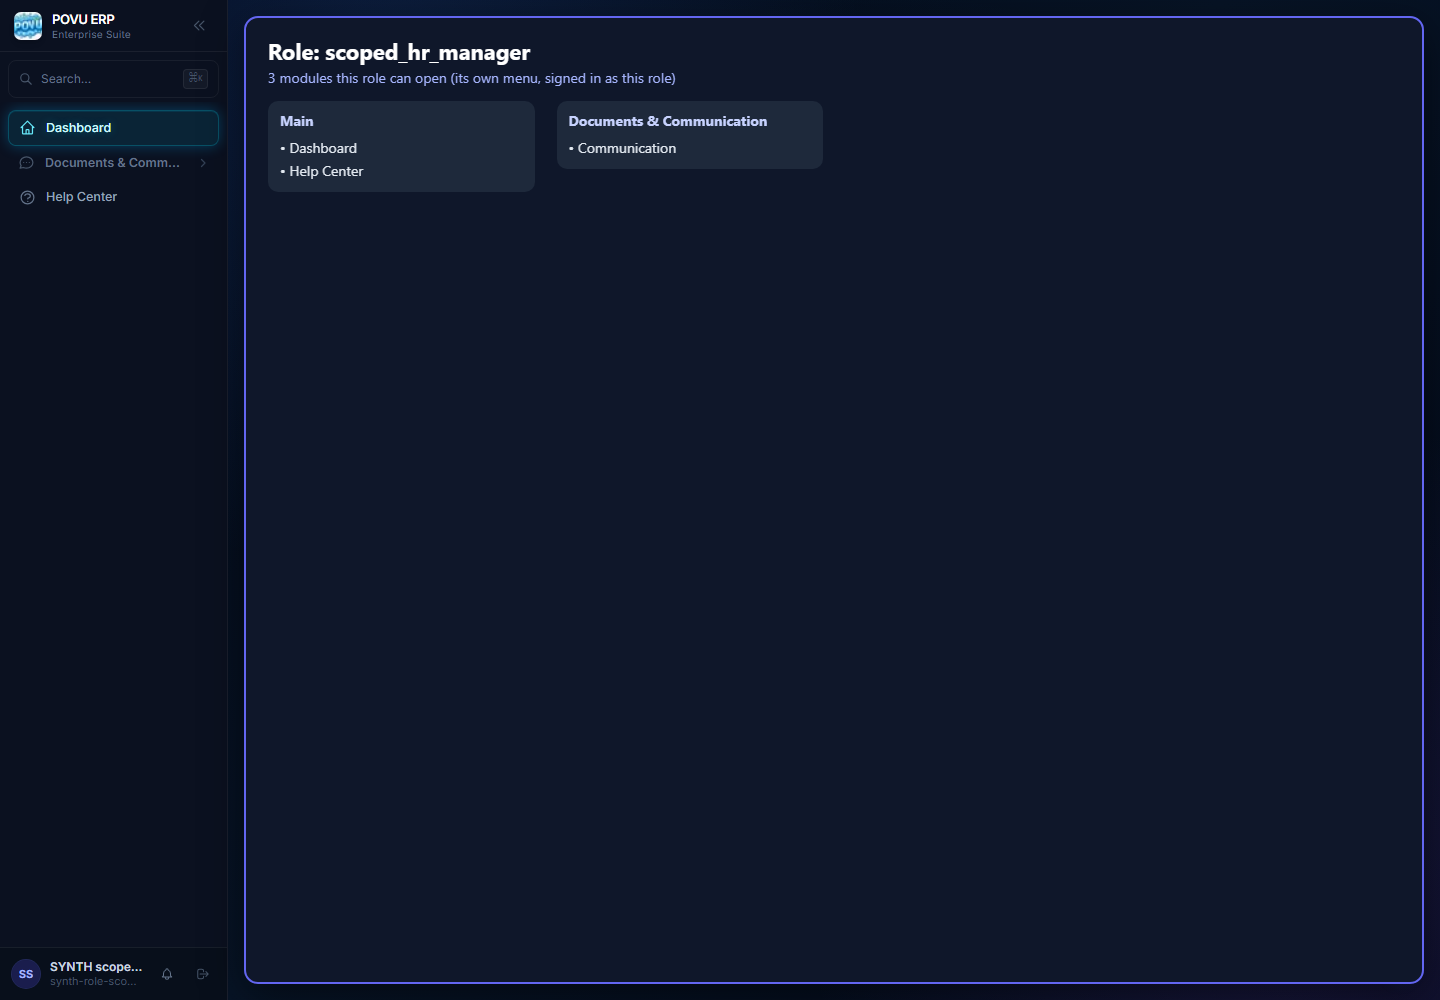 POVU ERP
Enterprise Suite
Search...
⌘K
Dashboard
Documents & Comm...
Help Center
Role: scoped_hr_manager
3 modules this role can open (its own menu, signed in as this role)
Main
• Dashboard
• Help Center
Documents & Communication
• Communication
SS
SYNTH scope...
synth-role-sco...